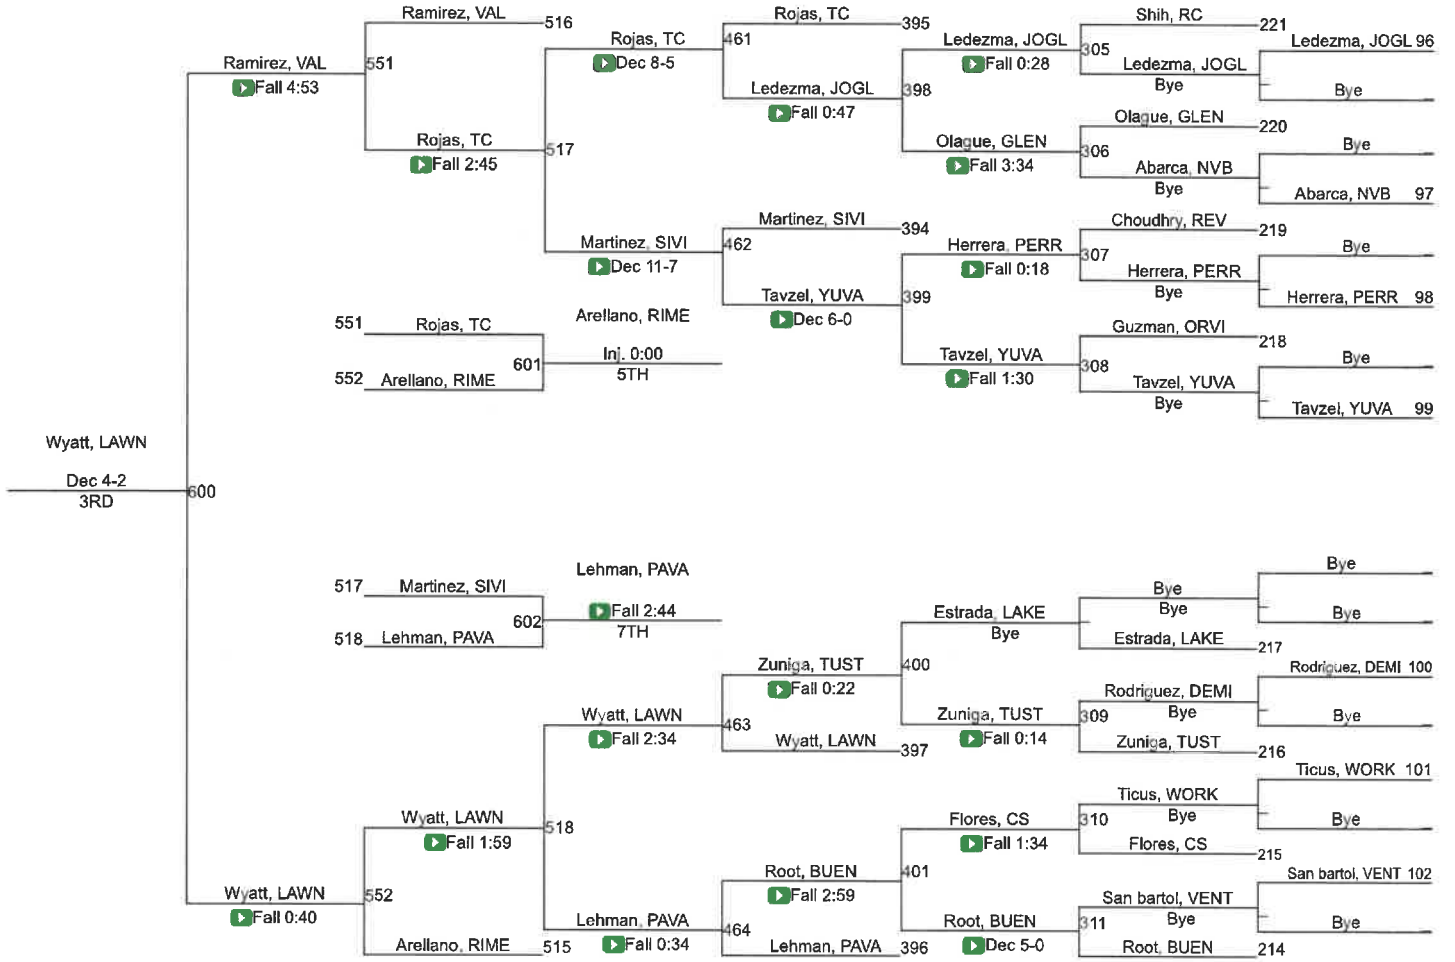 Ramirez, VAL 516
Rojas, TC 395
Shih, RC 221
Rojas, TC 461
Ledezma, JOGL 305
Ledezma, JOGL 96
Ramirez, VAL 551
Dec 8-5
Fall 0:28
Ledezma, JOGL
Bye
Fall 4:53
Ledezma, JOGL 398
Bye
Fall 0:47
Olague, GLEN 220
Rojas, TC 517
Olague, GLEN 306
Bye
Fall 2:45
Fall 3:34
Abarca, NVB
Bye
Abarca, NVB 97
Martinez, SIVI 394
Choudhry, REV 219
Martinez, SIVI 462
Herrera, PERR 307
Bye
Dec 11-7
Fall 0:18
Herrera, PERR
Bye
Tavzel, YUVA 399
Herrera, PERR 98
Arellano, RIME
Dec 6-0
551 Rojas, TC
Guzman, ORVI 218
601 Inj. 0:00
Tavzel, YUVA 308
Bye
5TH
Fall 1:30
552 Arellano, RIME
Tavzel, YUVA
Bye
Tavzel, YUVA 99
Wyatt, LAWN
Dec 4-2 600
3RD
Bye
Lehman, PAVA
517 Martinez, SIVI
Bye
Bye
Fall 2:44
Estrada, LAKE
Bye
602
7TH
Bye
518 Lehman, PAVA
Estrada, LAKE 217
Zuniga, TUST 400
Rodriguez, DEMI 100
Fall 0:22
Rodriguez, DEMI
Bye
Wyatt, LAWN 463
Zuniga, TUST 309
Bye
Fall 2:34
Fall 0:14
Wyatt, LAWN 397
Zuniga, TUST 216
Ticus, WORK 101
Ticus, WORK
Bye
Wyatt, LAWN 518
Flores, CS 310
Bye
Fall 1:59
Fall 1:34
Flores, CS 215
Root, BUEN 401
San bartol, VENT 102
Wyatt, LAWN 552
Fall 2:59
San bartol, VENT
Bye
Fall 0:40
Lehman, PAVA 464
Root, BUEN 311
Bye
Fall 0:34
Dec 5-0
Arellano, RIME 515
Lehman, PAVA 396
Root, BUEN 214